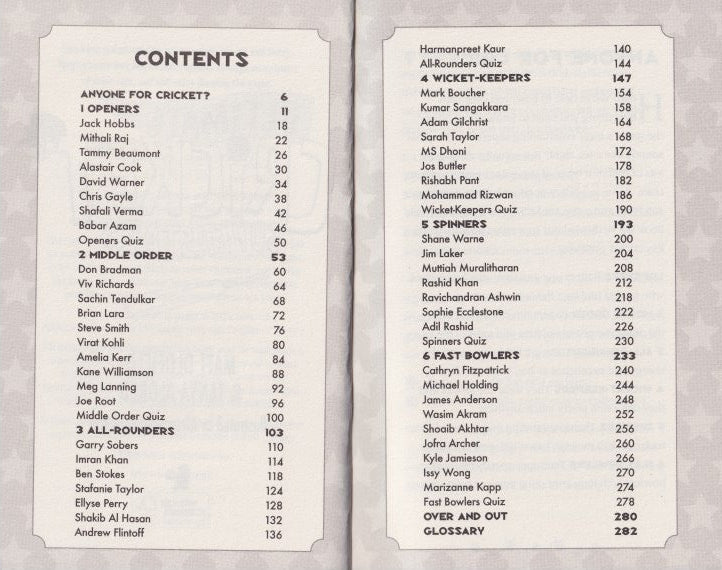 CONTENTS
ANYONE FOR CRICKET? 6
1 OPENERS 11
Jack Hobbs 18
Mithali Raj 22
Tammy Beaumont 26
Alastair Cook 30
David Warner 34
Chris Gayle 38
Shafali Verma 42
Babar Azam 46
Openers Quiz 50
2 MIDDLE ORDER 53
Don Bradman 60
Viv Richards 64
Sachin Tendulkar 68
Brian Lara 72
Steve Smith 76
Virat Kohli 80
Amelia Kerr 84
Kane Williamson 88
Meg Lanning 92
Joe Root 96
Middle Order Quiz 100
3 ALL-ROUNDERS 103
Garry Sobers 110
Imran Khan 114
Ben Stokes 118
Stafanie Taylor 124
Ellyse Perry 128
Shakib Al Hasan 132
Andrew Flintoff 136
Harmanpreet Kaur 140
All-Rounders Quiz 144
4 WICKET-KEEPERS 147
Mark Boucher 154
Kumar Sangakkara 158
Adam Gilchrist 164
Sarah Taylor 168
MS Dhoni 172
Jos Buttler 178
Rishabh Pant 182
Mohammad Rizwan 186
Wicket-Keepers Quiz 190
5 SPINNERS 193
Shane Warne 200
Jim Laker 204
Muttiah Muralitharan 208
Rashid Khan 212
Ravichandran Ashwin 218
Sophie Ecclestone 222
Adil Rashid 226
Spinners Quiz 230
6 FAST BOWLERS 233
Cathryn Fitzpatrick 240
Michael Holding 244
James Anderson 248
Wasim Akram 252
Shoaib Akhtar 256
Jofra Archer 260
Kyle Jamieson 266
Issy Wong 270
Marizanne Kapp 274
Fast Bowlers Quiz 278
OVER AND OUT 280
GLOSSARY 282